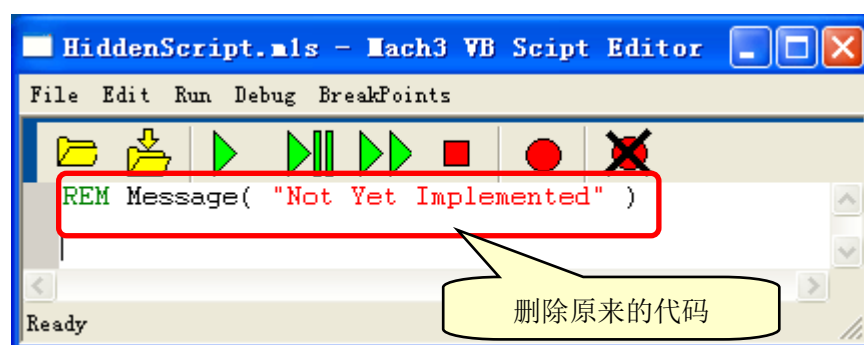 HiddenScript.m1s - Mach3 VB Scipt Editor
File Edit Run Debug BreakPoints
REM Message( "Not Yet Implemented" )
删除原来的代码
Ready